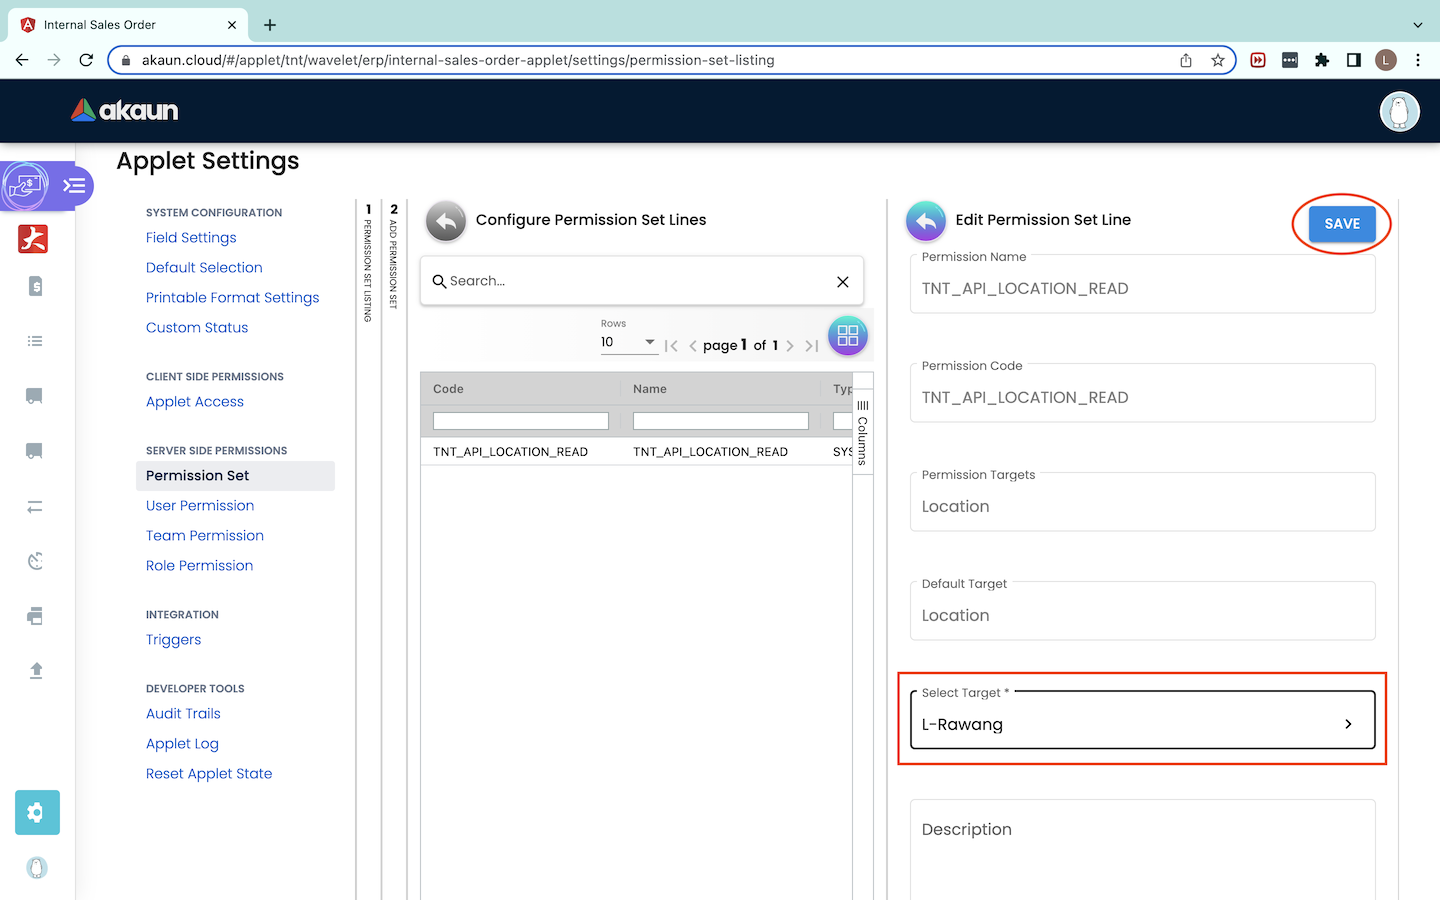 Internal Sales Order
akaun.cloud/#/applet/tnt/wavelet/erp/internal-sales-order-applet/settings/permission-set-listing
L
akaun
Applet Settings
SYSTEM CONFIGURATION
Field Settings
Default Selection
Printable Format Settings
Custom Status
CLIENT SIDE PERMISSIONS
Applet Access
SERVER SIDE PERMISSIONS
Permission Set
User Permission
Team Permission
Role Permission
INTEGRATION
Triggers
DEVELOPER TOOLS
Audit Trails
Applet Log
Reset Applet State
1 PERMISSION SET LISTING
2 ADD PERMISSION SET
Configure Permission Set Lines
Search...
Rows
10
page 1 of 1
Code Name Typ
Columns
TNT_API_LOCATION_READ TNT_API_LOCATION_READ SYS
Edit Permission Set Line
SAVE
Permission Name
TNT_API_LOCATION_READ
Permission Code
TNT_API_LOCATION_READ
Permission Targets
Location
Default Target
Location
Select Target *
L-Rawang
Description